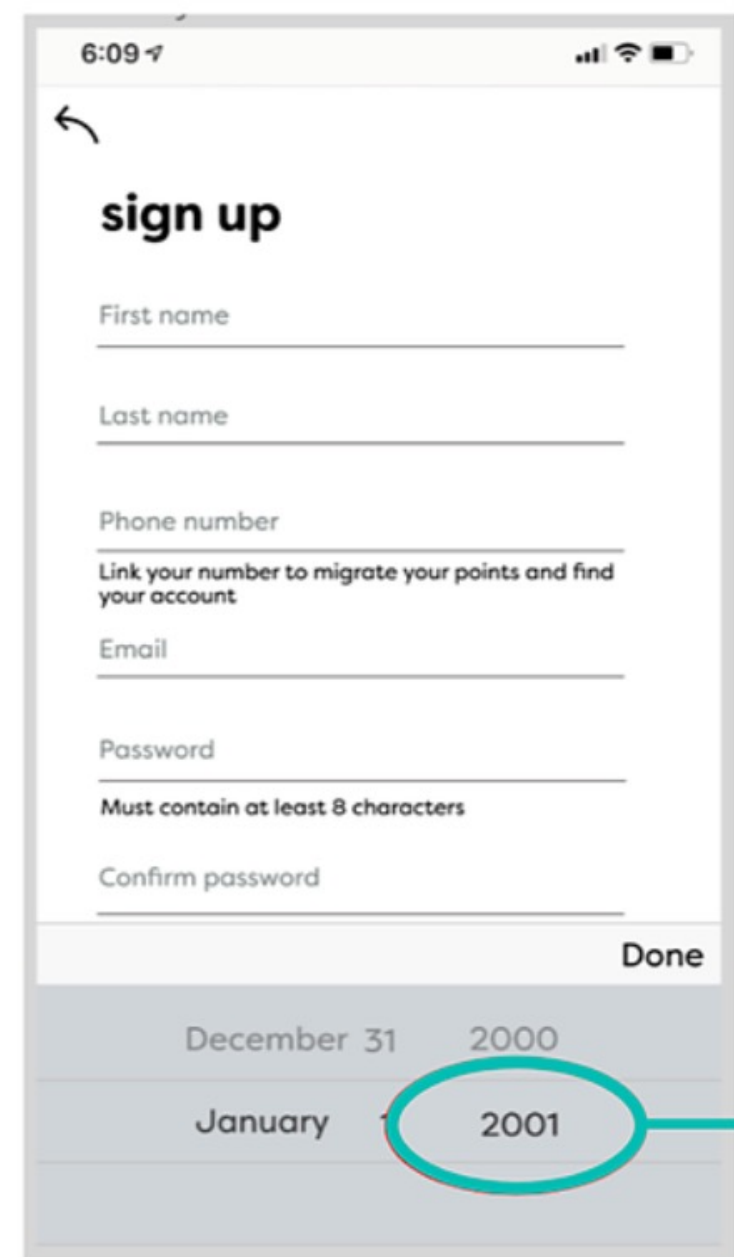 6:09
sign up
First name
Last name
Phone number
Link your number to migrate your points and find
your account
Email
Password
Must contain at least 8 characters
Confirm password
Done
December 31 2000
January 1 2001